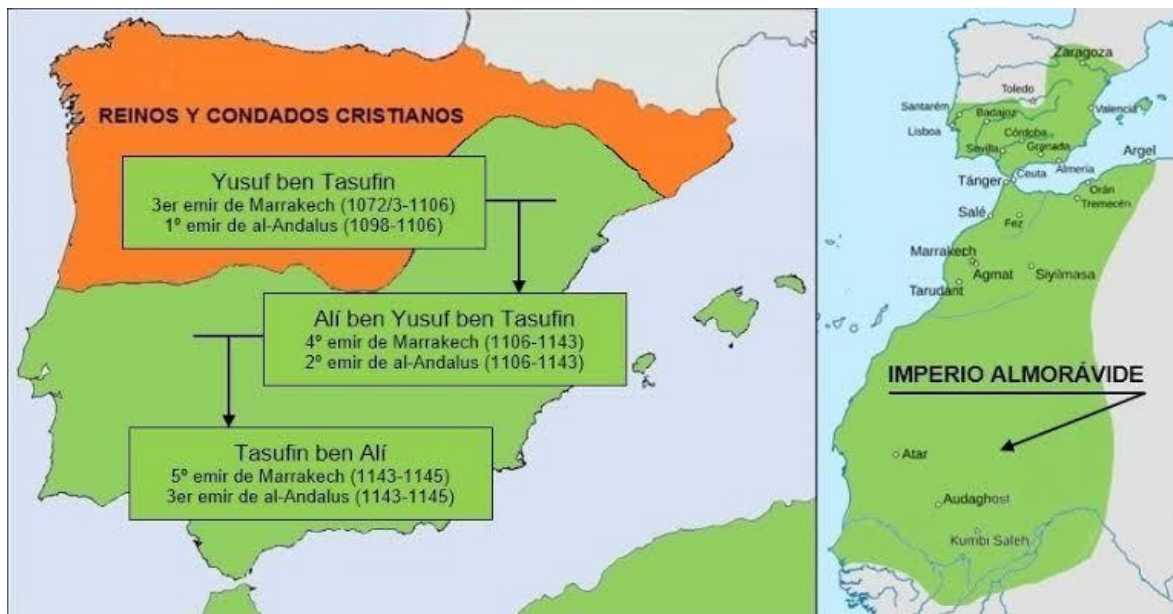 REINOS Y CONDADOS CRISTIANOS
Yusuf ben Tasufin
3er emir de Marrakech (1072/3-1106)
1º emir de al-Andalus (1098-1106)
Alí ben Yusuf ben Tasufin
4º emir de Marrakech (1106-1143)
2º emir de al-Andalus (1106-1143)
Tasufin ben Alí
5º emir de Marrakech (1143-1145)
3er emir de al-Andalus (1143-1145)
Zaragoza
Toledo
Santarém
Badajoz
Valencia
Lisboa
Córdoba
Sevilla
Granada
Almería
Argel
Tánger
Ceuta
Orán
Tremecén
Salé
Fez
Marrakech
Agmat
Siyilmasa
Tarudant
IMPERIO ALMORÁVIDE
Atar
Audaghost
Kumbi Saleh